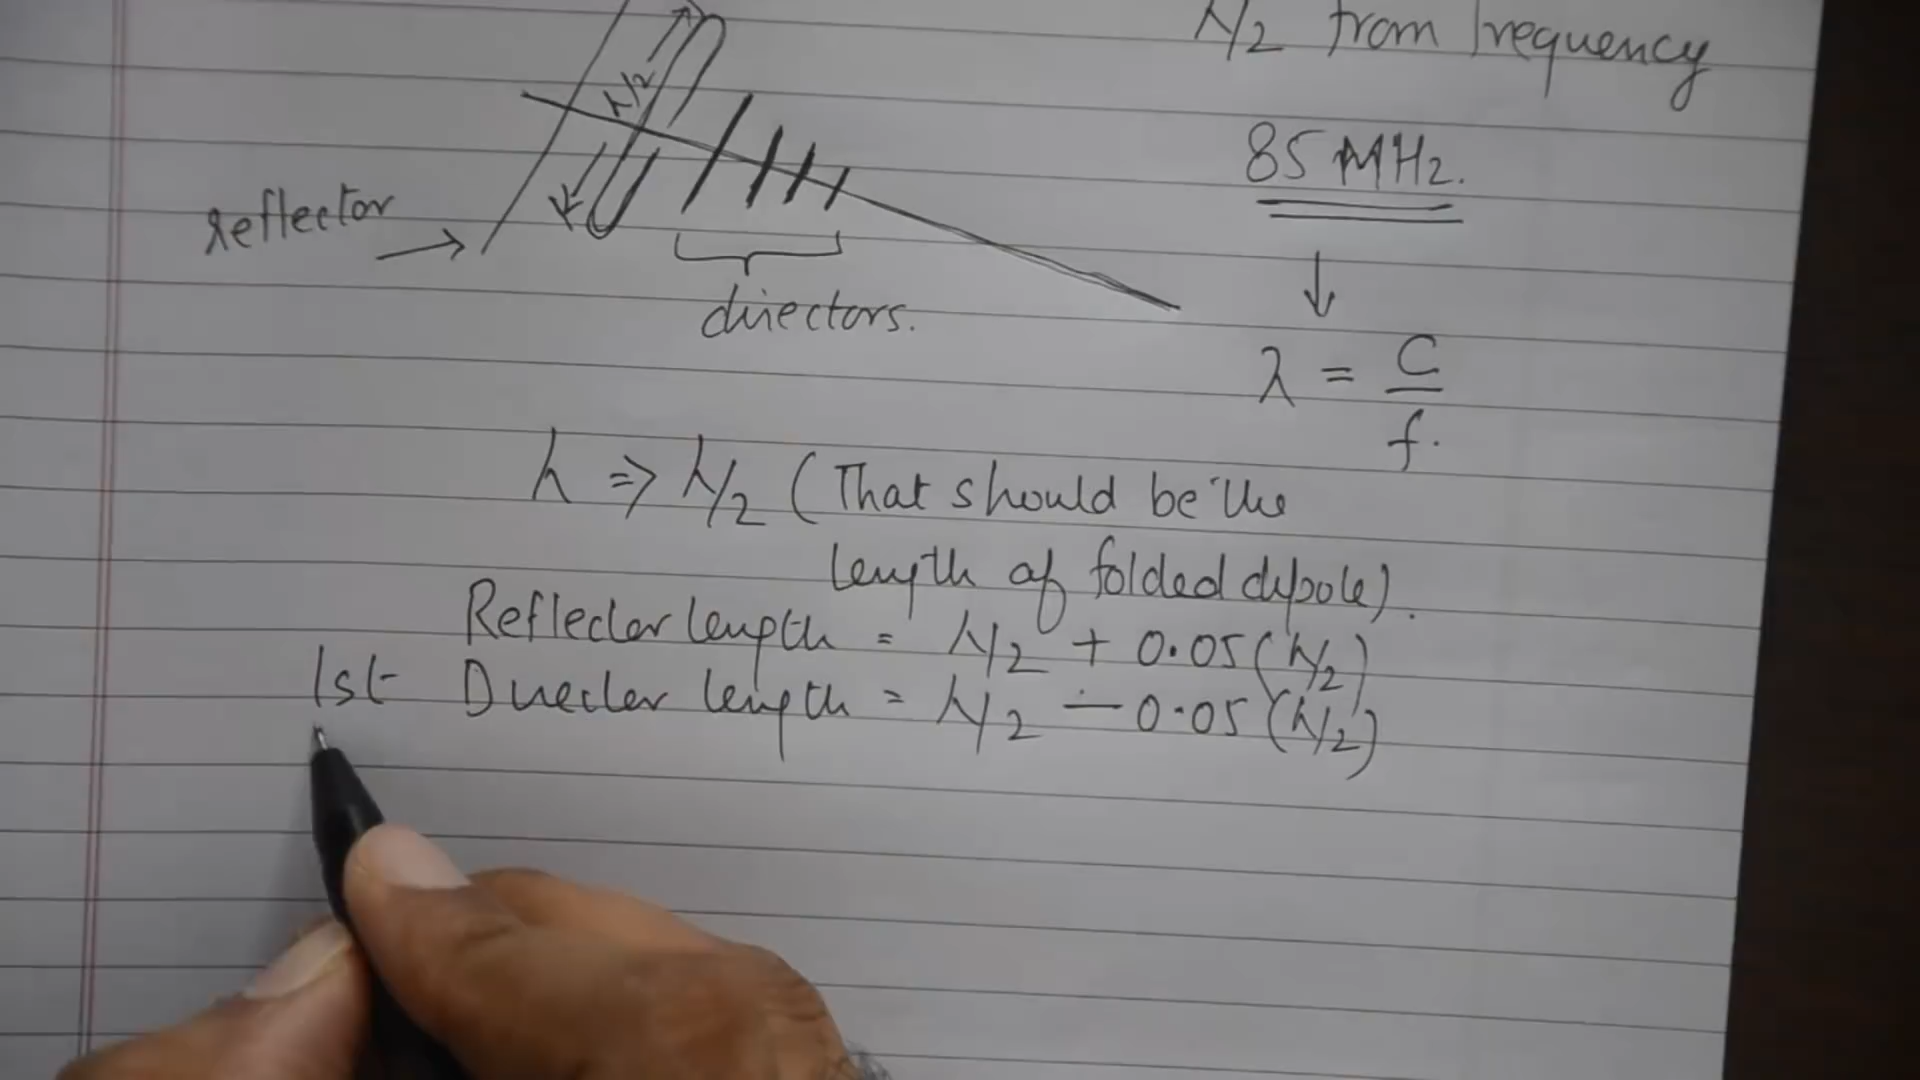 λ/2 from frequency
λ/2
85 MHz.
reflector
directors.
λ = C/f.
λ => λ/2 (That should be the
length of folded dipole).
Reflector length = λ/2 + 0.05(λ/2)
1st Director length = λ/2 - 0.05(λ/2)